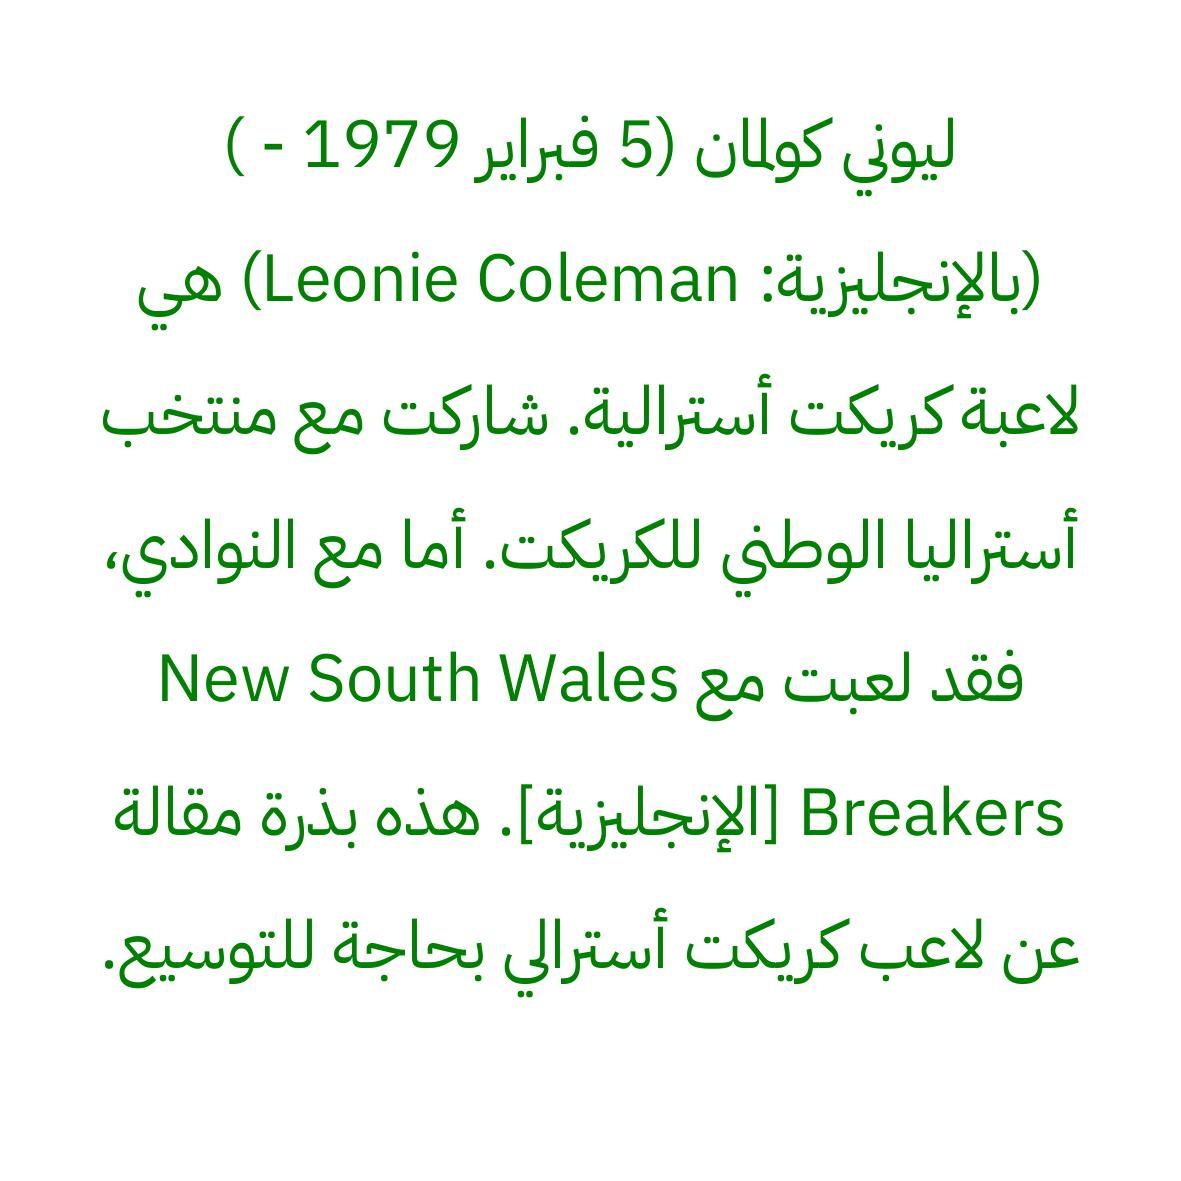 ليوني كولمان (5 فبراير 1979 - )
(بالإنجليزية: Leonie Coleman) هي
لاعبة كريكت أسترالية. شاركت مع منتخب
أستراليا الوطني للكريكت. أما مع النوادي،
فقد لعبت مع New South Wales
Breakers [الإنجليزية]. هذه بذرة مقالة
عن لاعب كريكت أسترالي بحاجة للتوسيع.